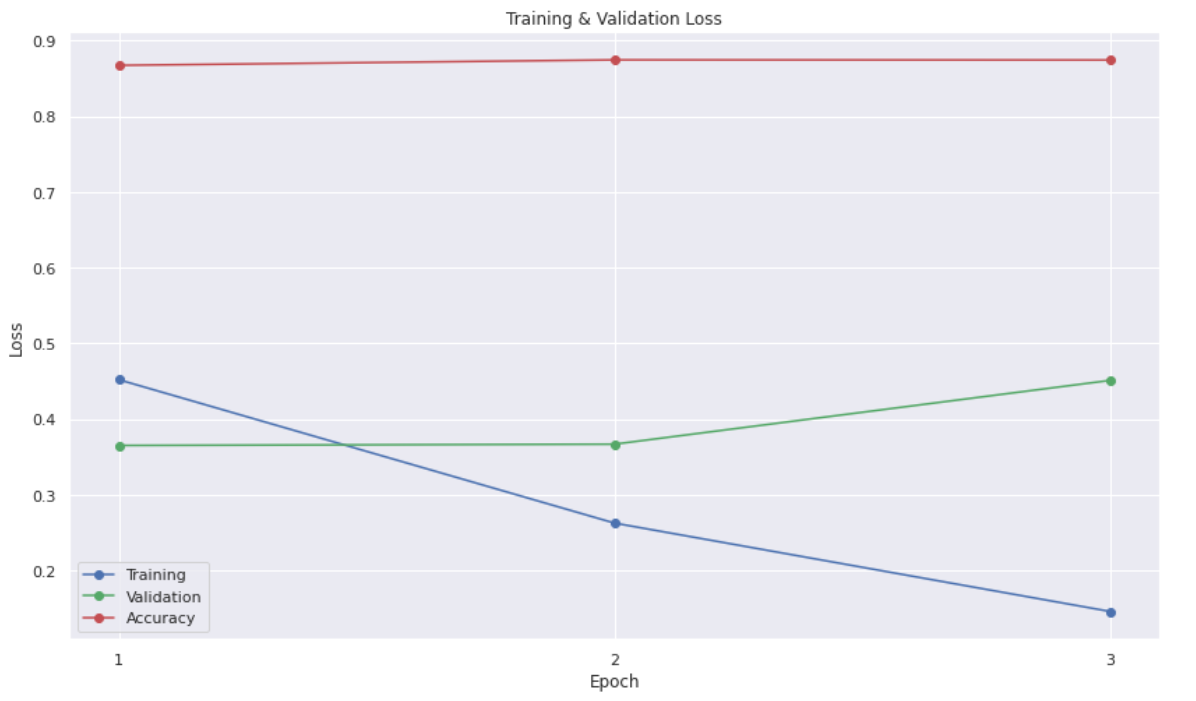 Training & Validation Loss
0.9
0.8
0.7
0.6
0.5
0.4
0.3
0.2
Loss
Training
Validation
Accuracy
1 2 3
Epoch